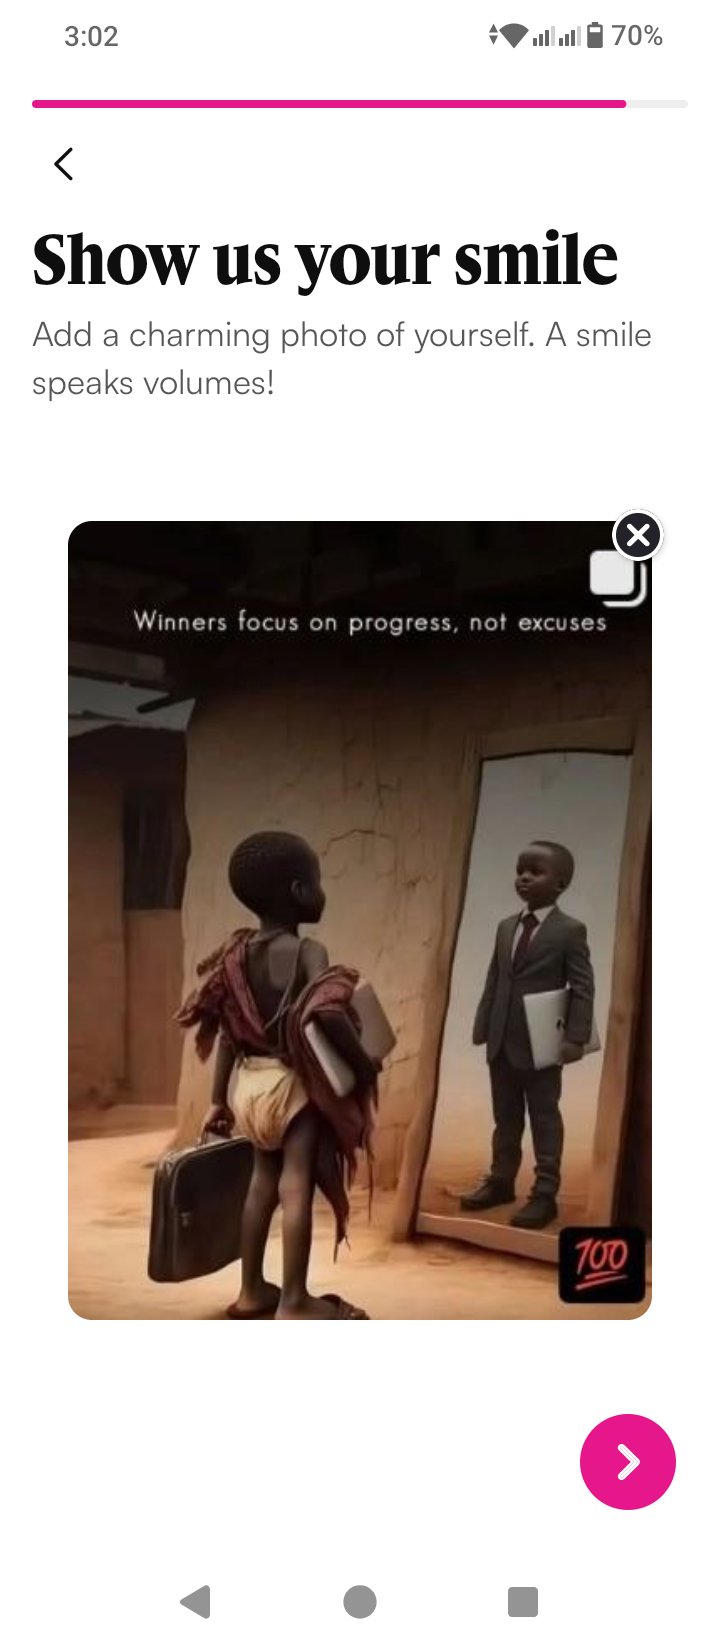 3:02
70%
Show us your smile
Add a charming photo of yourself. A smile
speaks volumes!
Winners focus on progress, not excuses
100